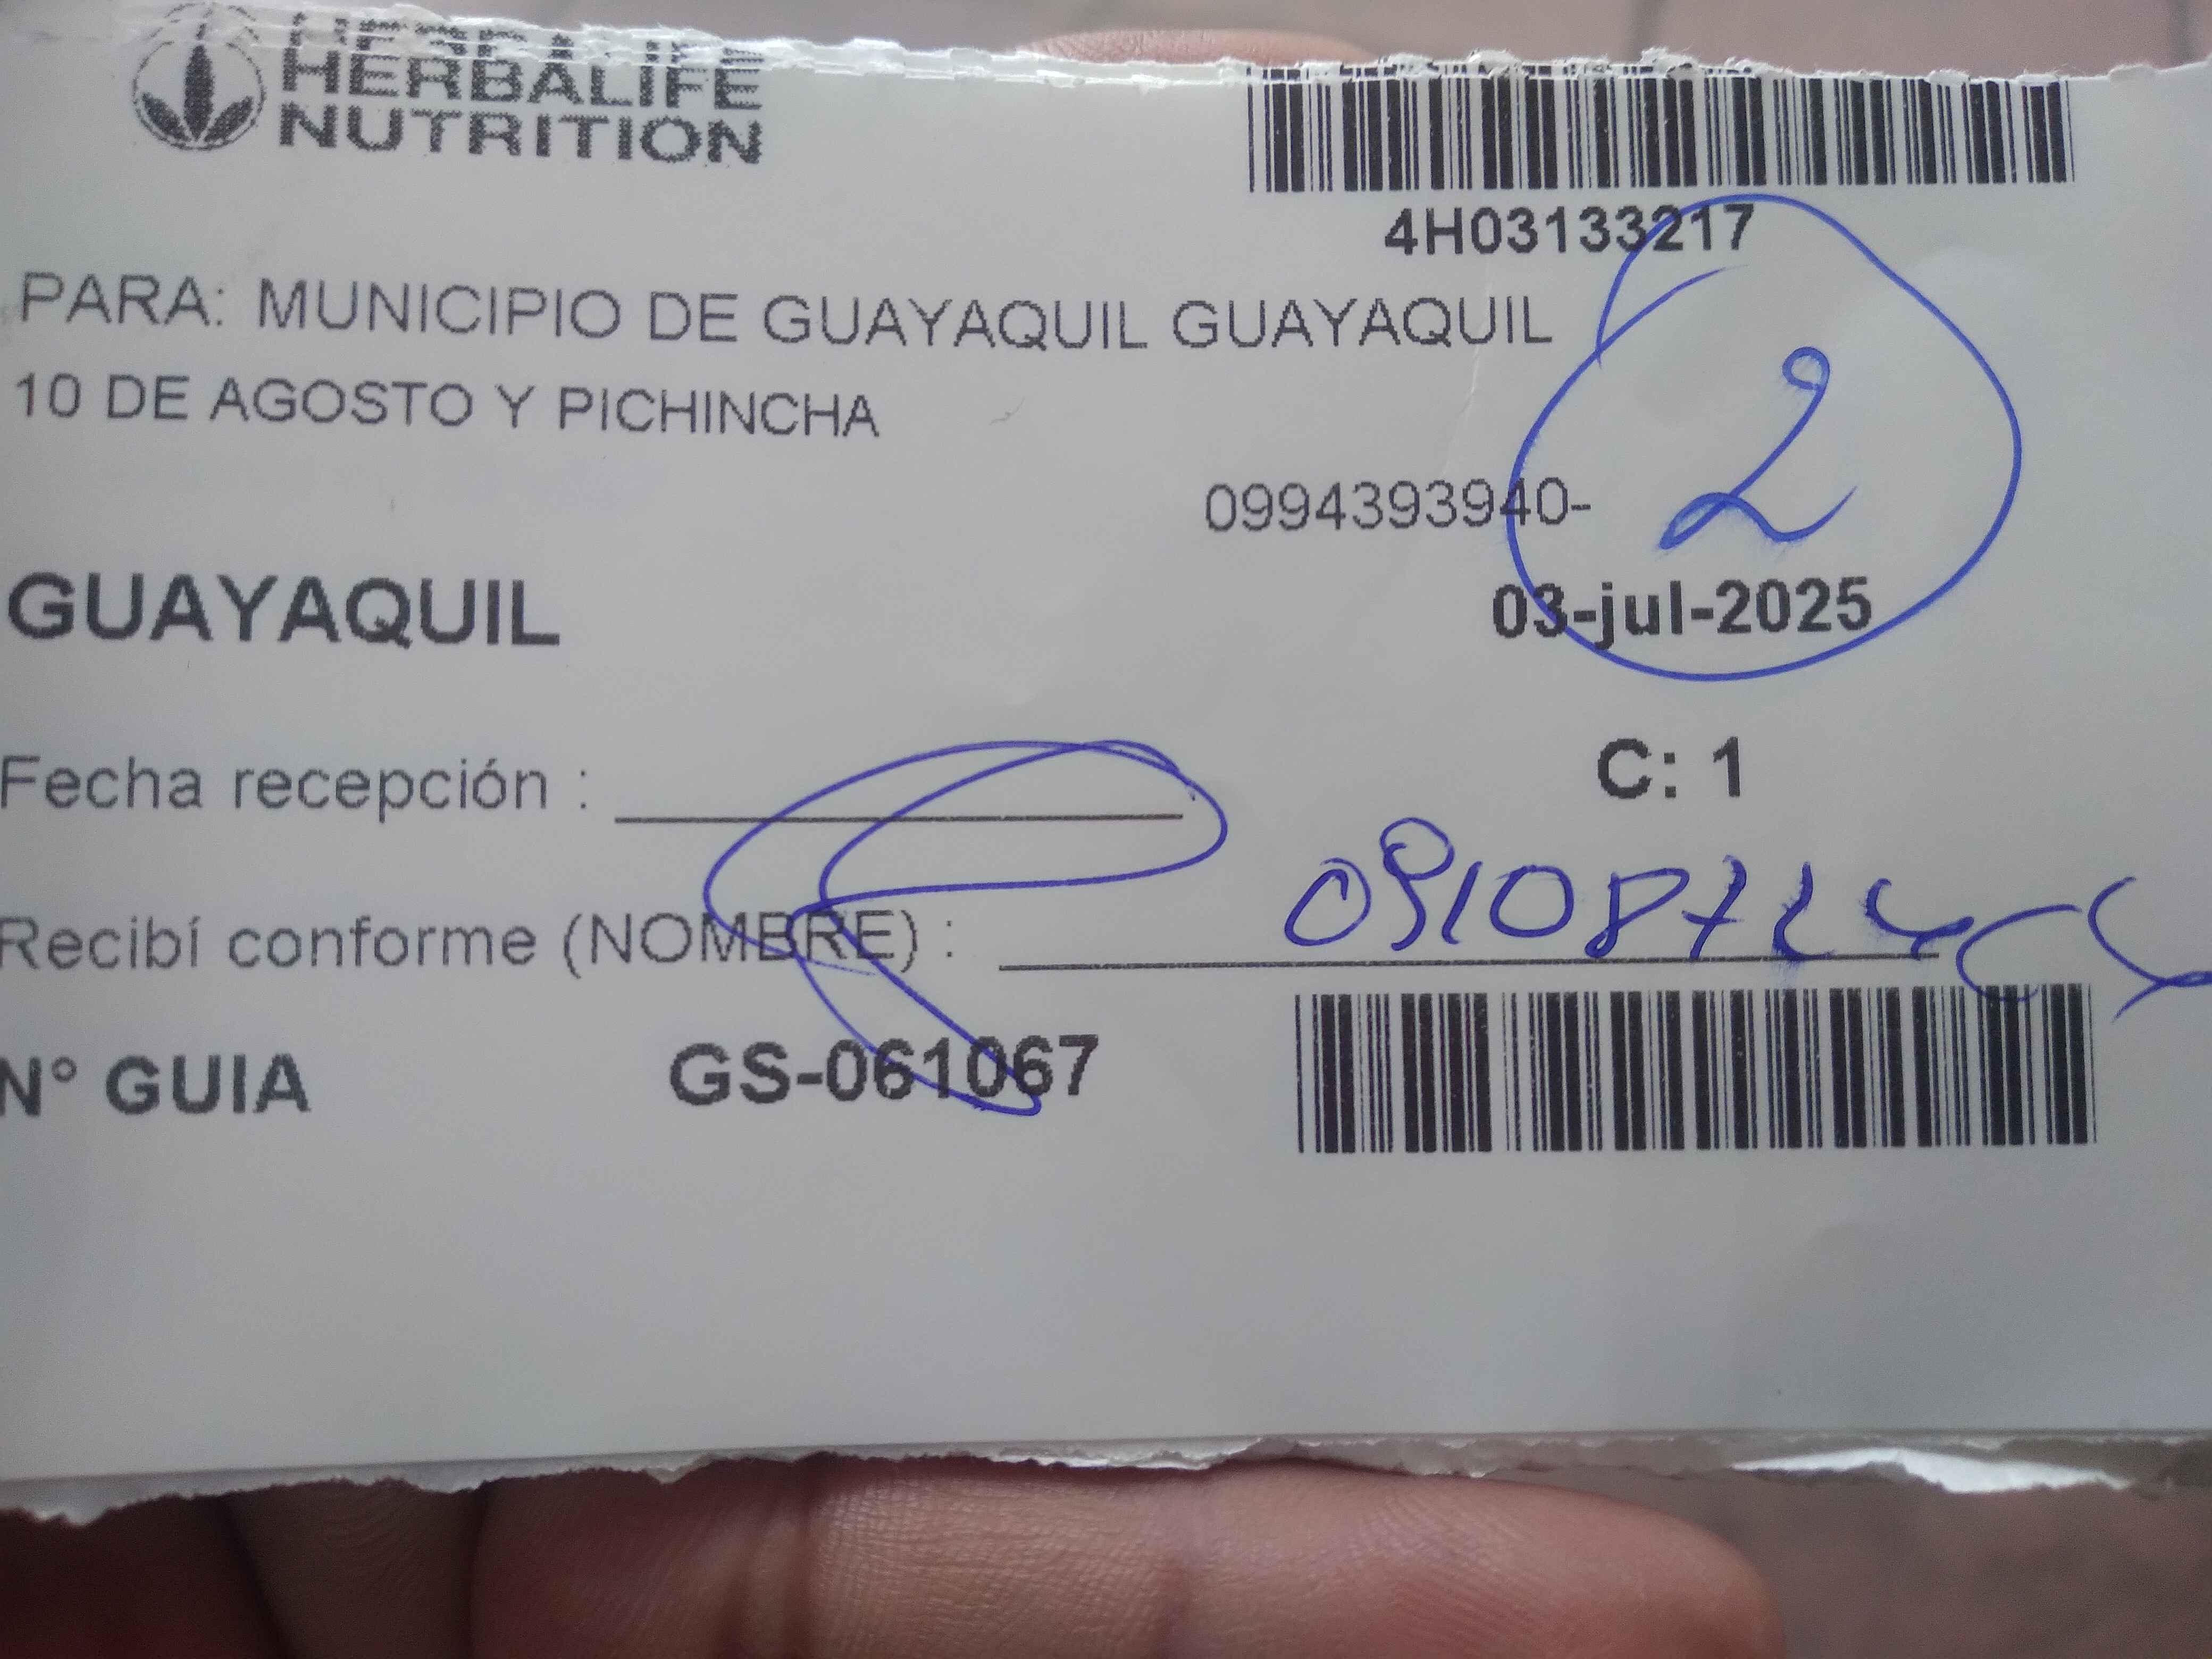 HERBALIFE
NUTRITION
4H03133217
PARA: MUNICIPIO DE GUAYAQUIL GUAYAQUIL
10 DE AGOSTO Y PICHINCHA
2
0994393940-
GUAYAQUIL
03-jul-2025
Fecha recepción :
C: 1
Recibí conforme (NOMBRE) :
N° GUIA GS-061067